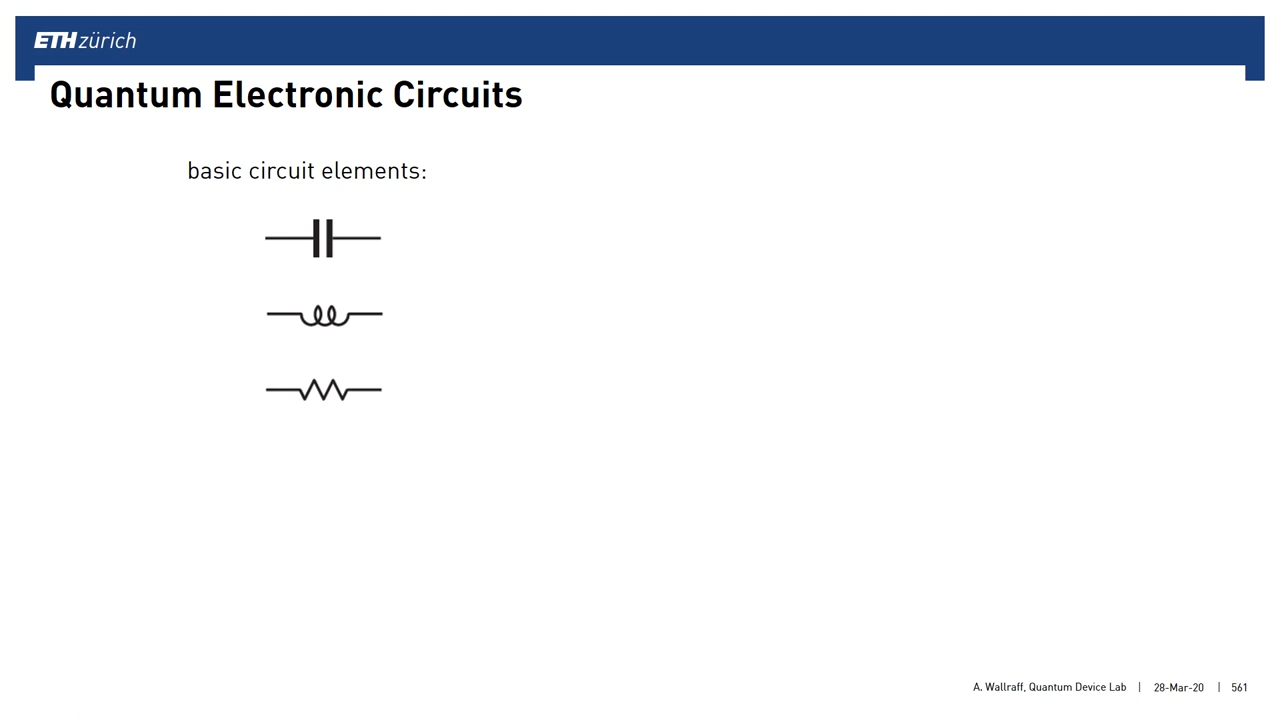 ETH zürich
Quantum Electronic Circuits
basic circuit elements:
A. Wallraff, Quantum Device Lab | 28-Mar-20 | 561